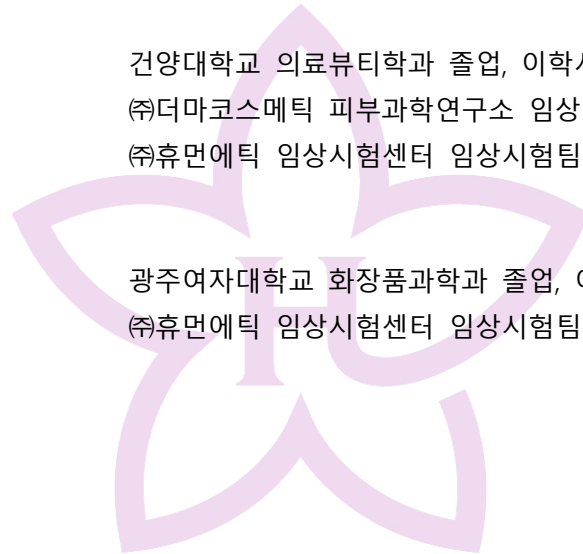 건양대학교 의료뷰티학과 졸업,
㈜더마코스메틱 피부과학연구소 임상
㈜휴먼에틱 임상시험센터 임상시험팀
광주여자대학교 화장품과학과 졸업,
㈜휴먼에틱 임상시험센터 임상시험팀
H